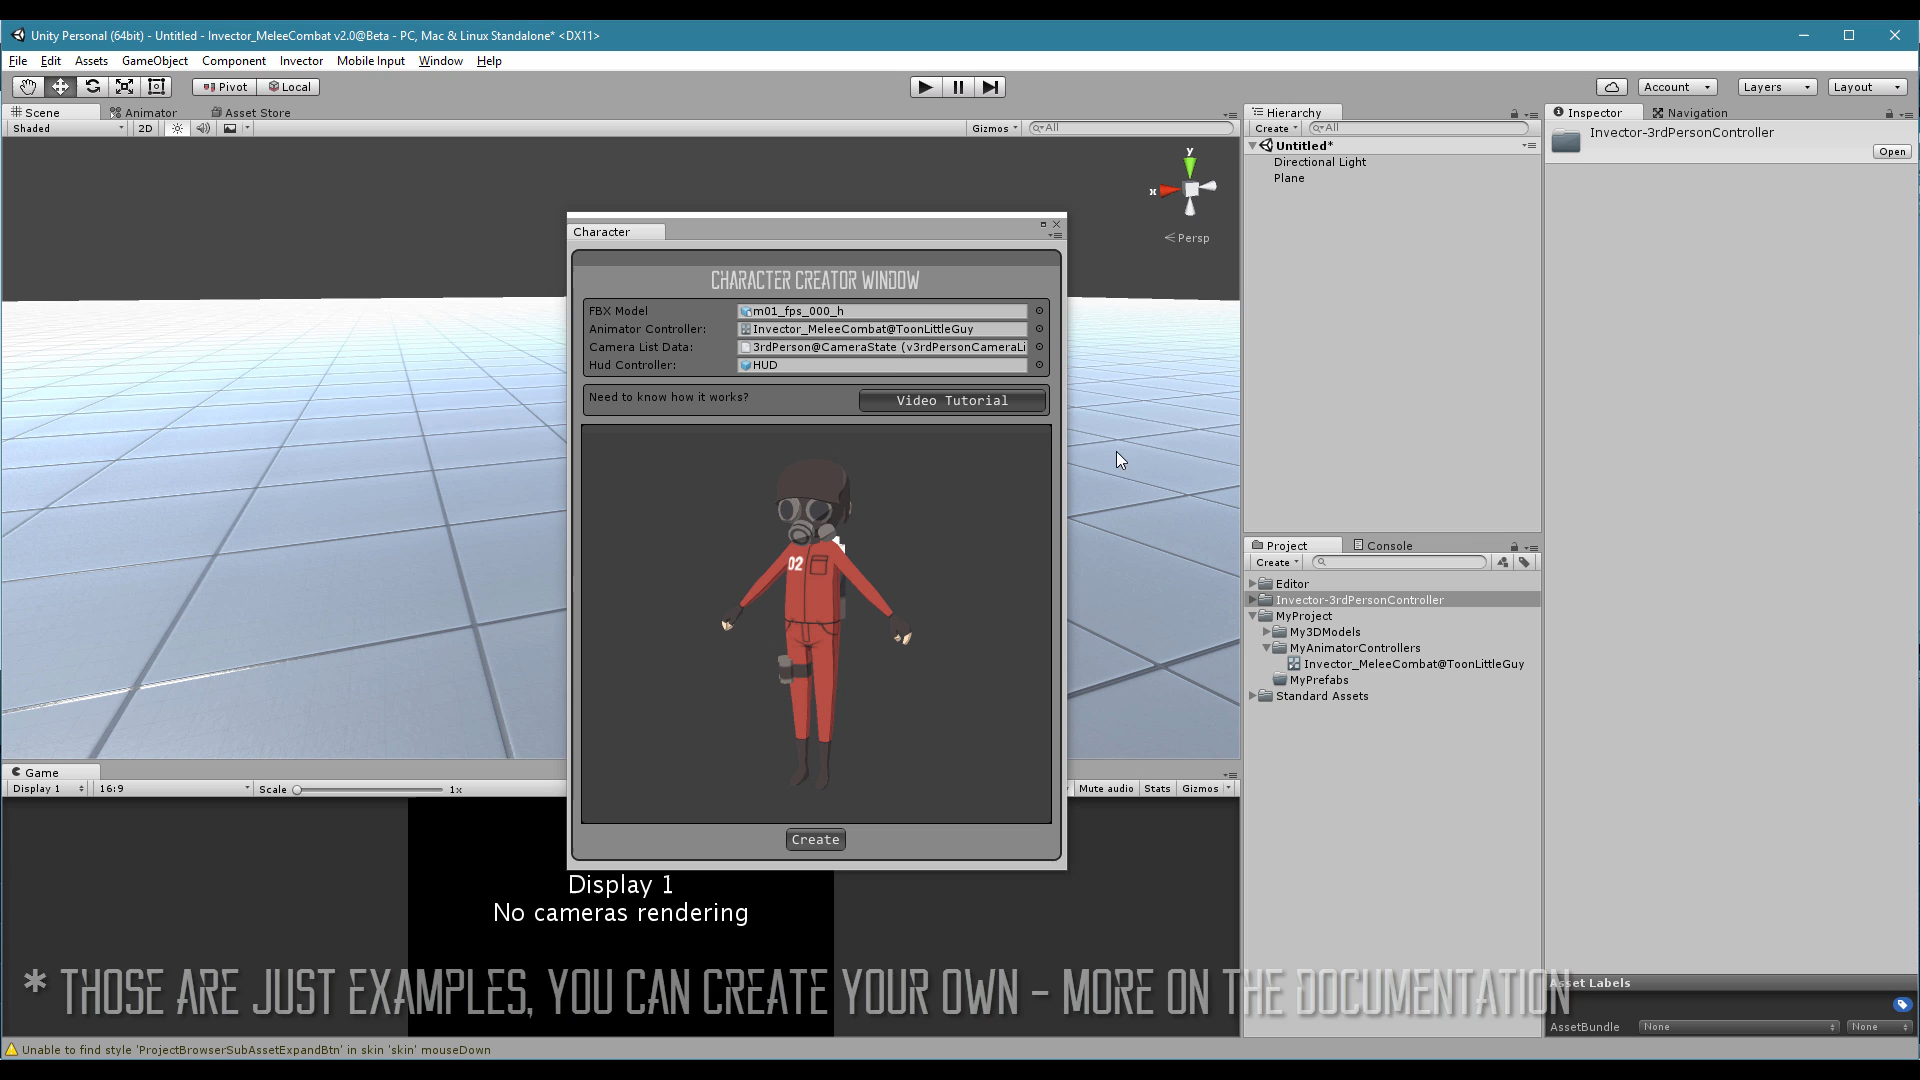 Unity Personal (64bit) - Untitled - Invector_MeleeCombat v2.0@Beta - PC, Mac & Linux Standalone* <DX11>
File Edit Assets GameObject Component Invector Mobile Input Window Help
Pivot Local Account Layers Layout
Scene Animator Asset Store
Shaded 2D Gizmos All
y
x
Persp
Hierarchy
Create All
Untitled*
Directional Light
Plane
Inspector Navigation
Invector-3rdPersonController
Open
Character
CHARACTER CREATOR WINDOW
FBX Model m01_fps_000_h
Animator Controller: Invector_MeleeCombat@ToonLittleGuy
Camera List Data: 3rdPerson@CameraState (v3rdPersonCameraLi
Hud Controller: HUD
Need to know how it works? Video Tutorial
02
Create
Project Console
Create
Editor
Invector-3rdPersonController
MyProject
My3DModels
MyAnimatorControllers
Invector_MeleeCombat@ToonLittleGuy
MyPrefabs
Standard Assets
Game
Display 1 16:9 Scale 1x Mute audio Stats Gizmos
Display 1
No cameras rendering
* THOSE ARE JUST EXAMPLES, YOU CAN CREATE YOUR OWN - MORE ON THE DOCUMENTATION
Asset Labels
AssetBundle None None
Unable to find style 'ProjectBrowserSubAssetExpandBtn' in skin 'skin' mouseDown